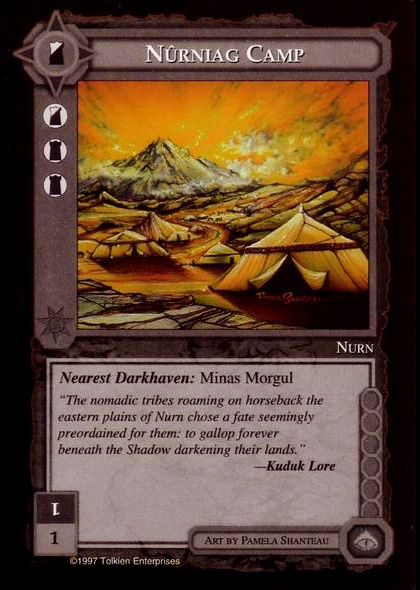 NÛRNIAG CAMP
NURN
Nearest Darkhaven: Minas Morgul
“The nomadic tribes roaming on horseback the
eastern plains of Nurn chose a fate seemingly
preordained for them: to gallop forever
beneath the Shadow darkening their lands.”
—Kuduk Lore
1
ART BY PAMELA SHANTEAU
©1997 Tolkien Enterprises